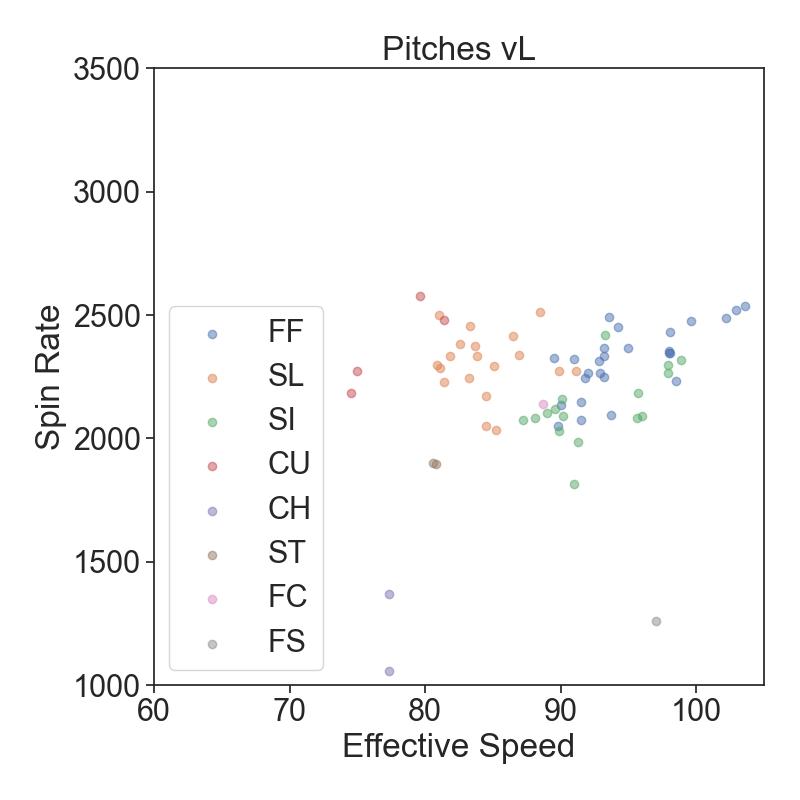 Pitches vL
3500
3000
2500
2000
1500
1000
Spin Rate
FF
SL
SI
CU
CH
ST
FC
FS
60 70 80 90 100
Effective Speed